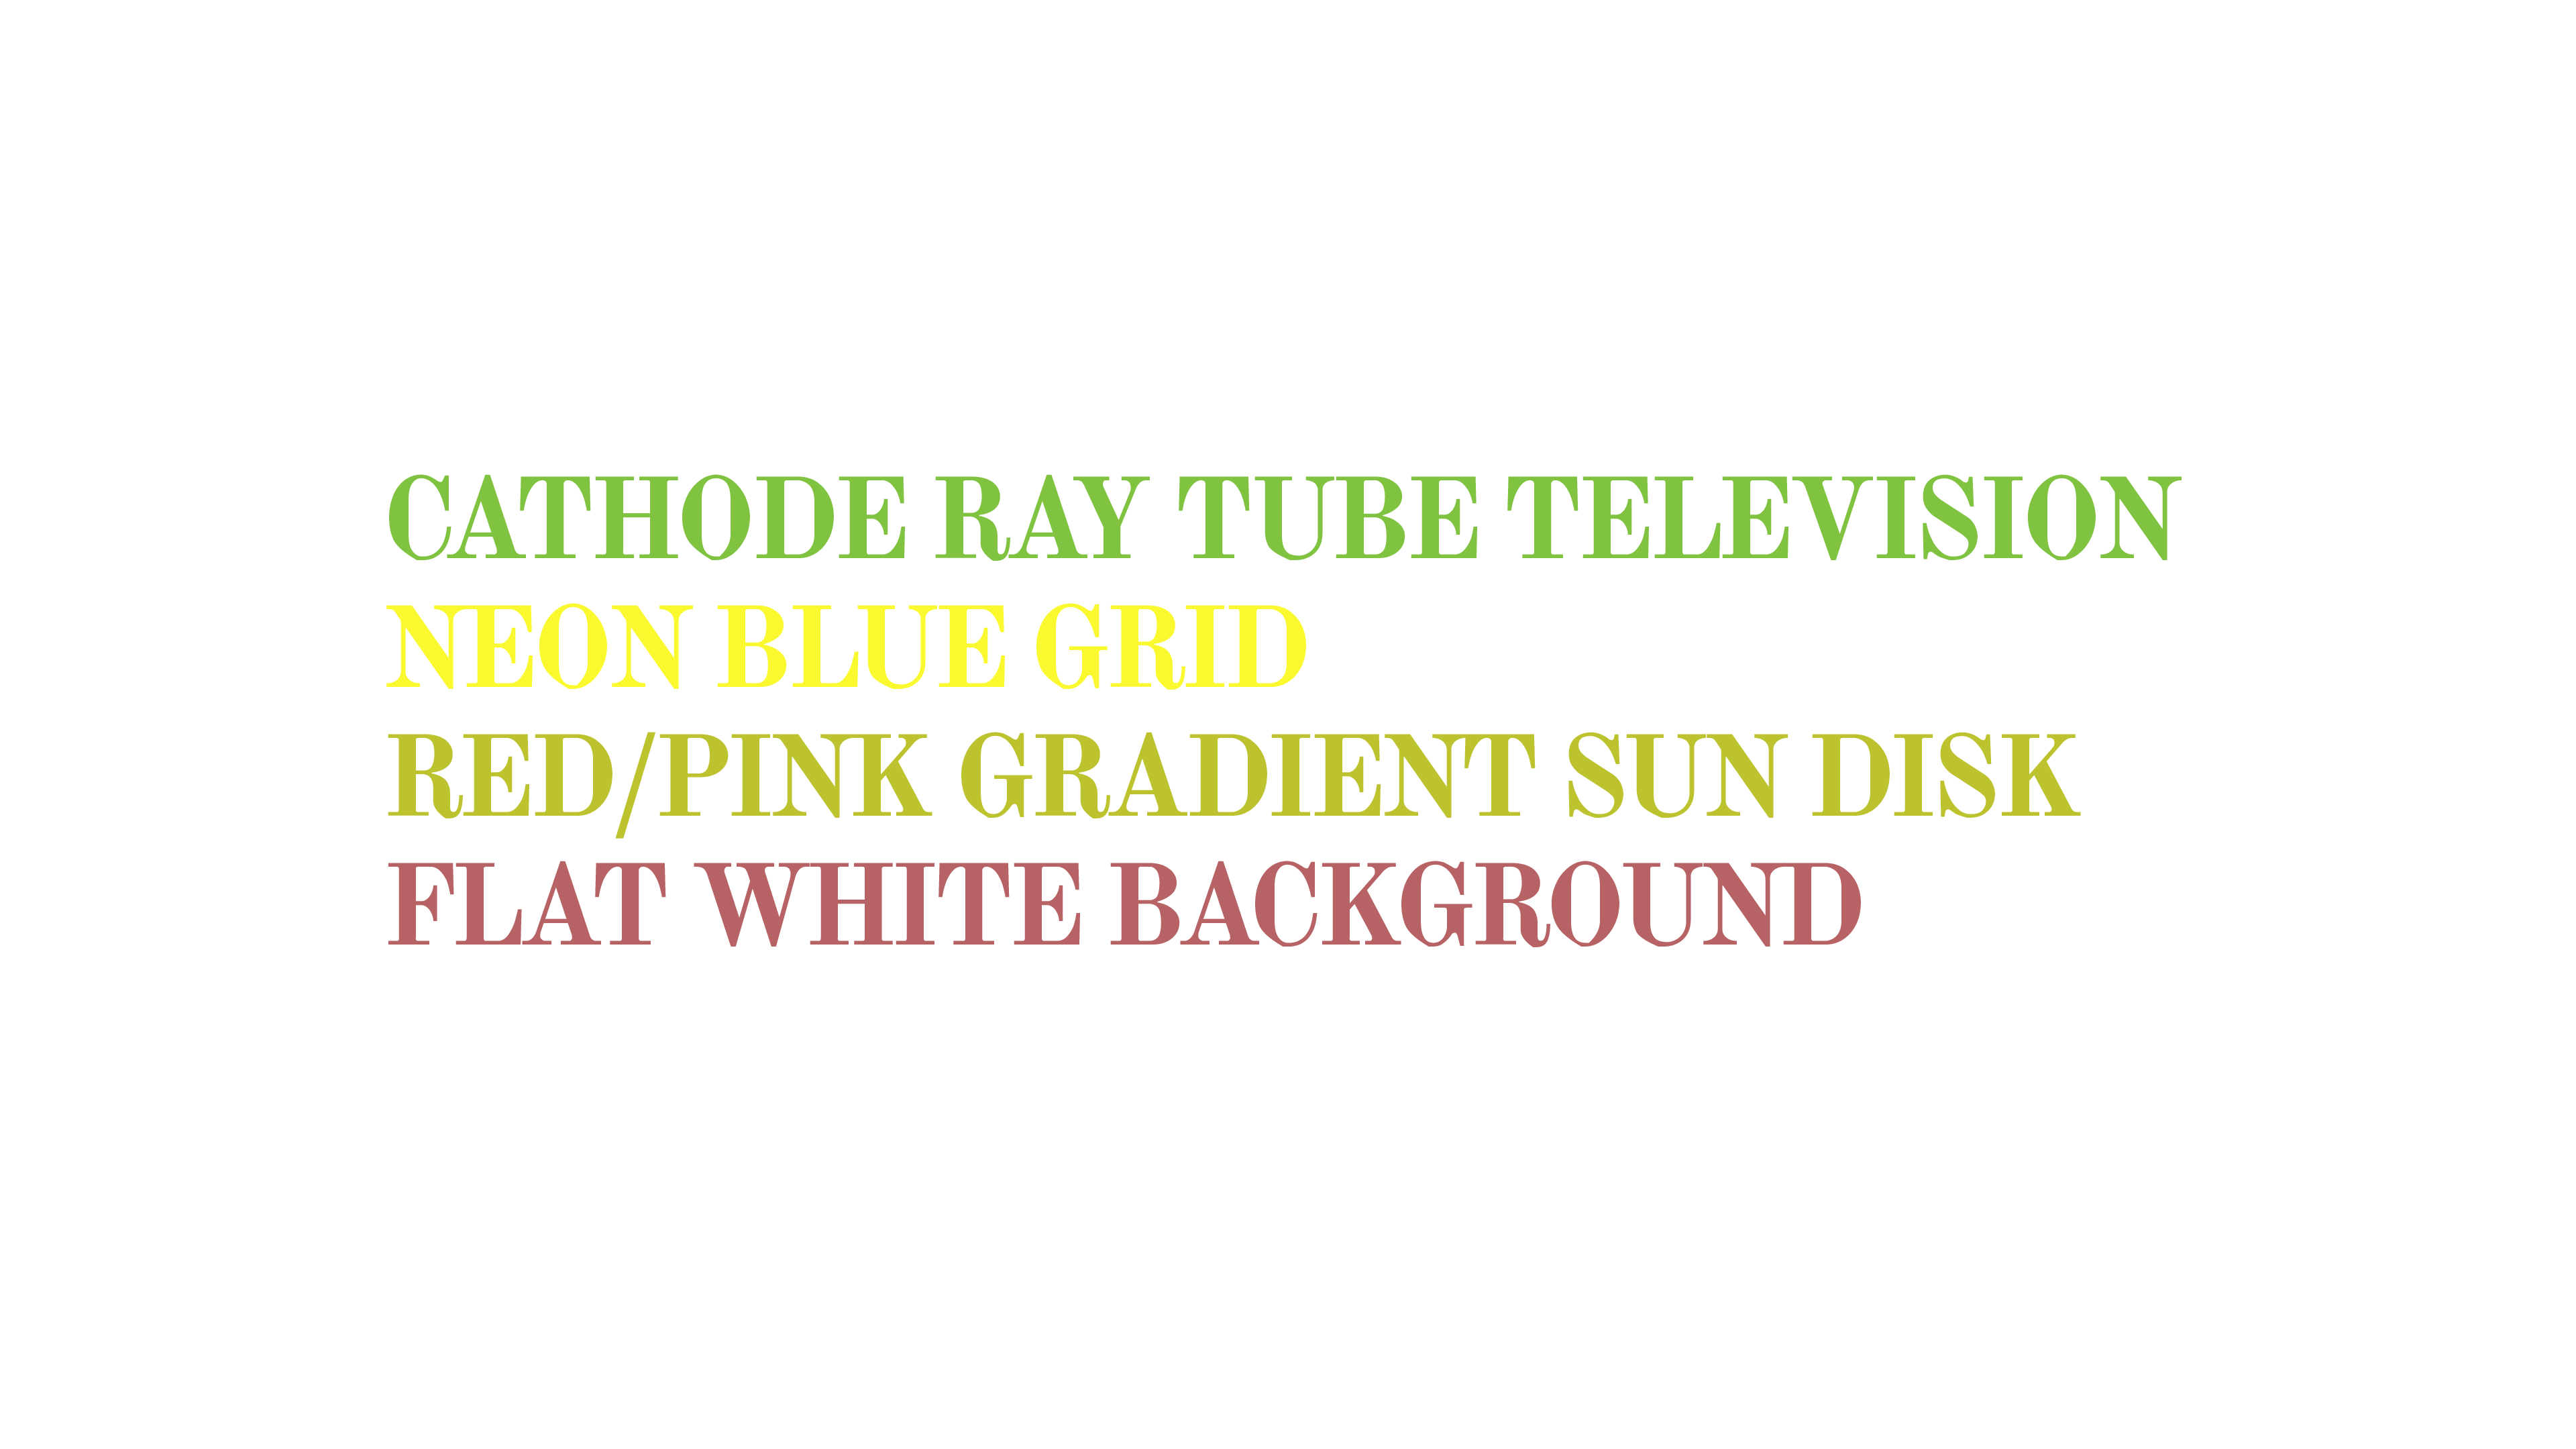 CATHODE RAY TUBE TELEVISION
NEON BLUE GRID
RED/PINK GRADIENT SUN DISK
FLAT WHITE BACKGROUND